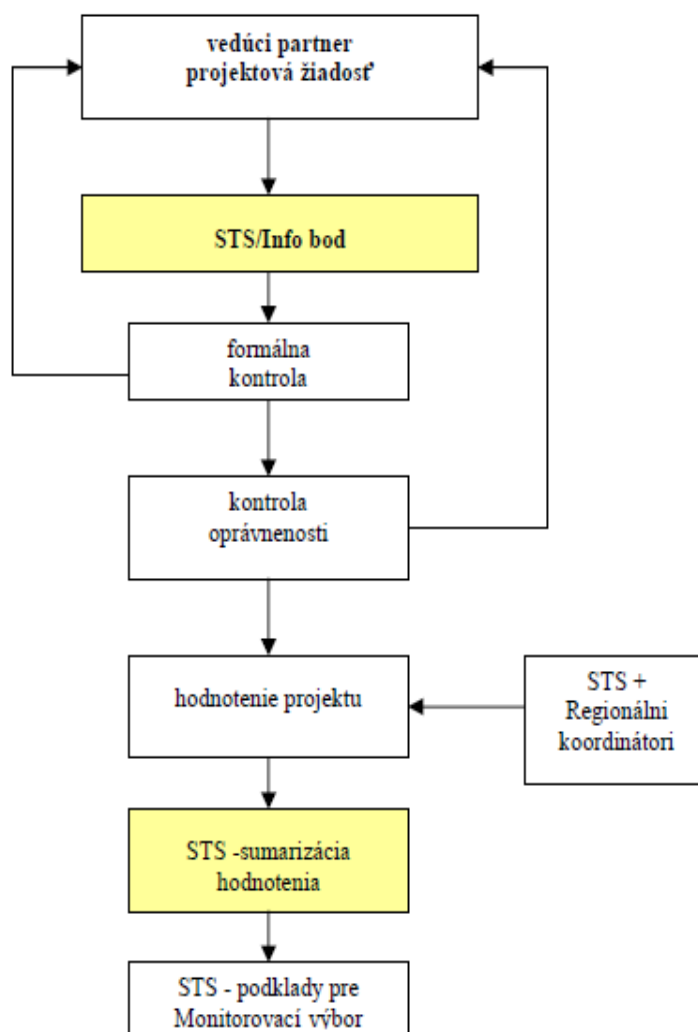 vedúci partner
projektová žiadosť
STS/Info bod
formálna
kontrola
kontrola
oprávnenosti
hodnotenie projektu
STS +
Regionálni
koordinátori
STS -sumarizácia
hodnotenia
STS - podklady pre
Monitorovací výbor